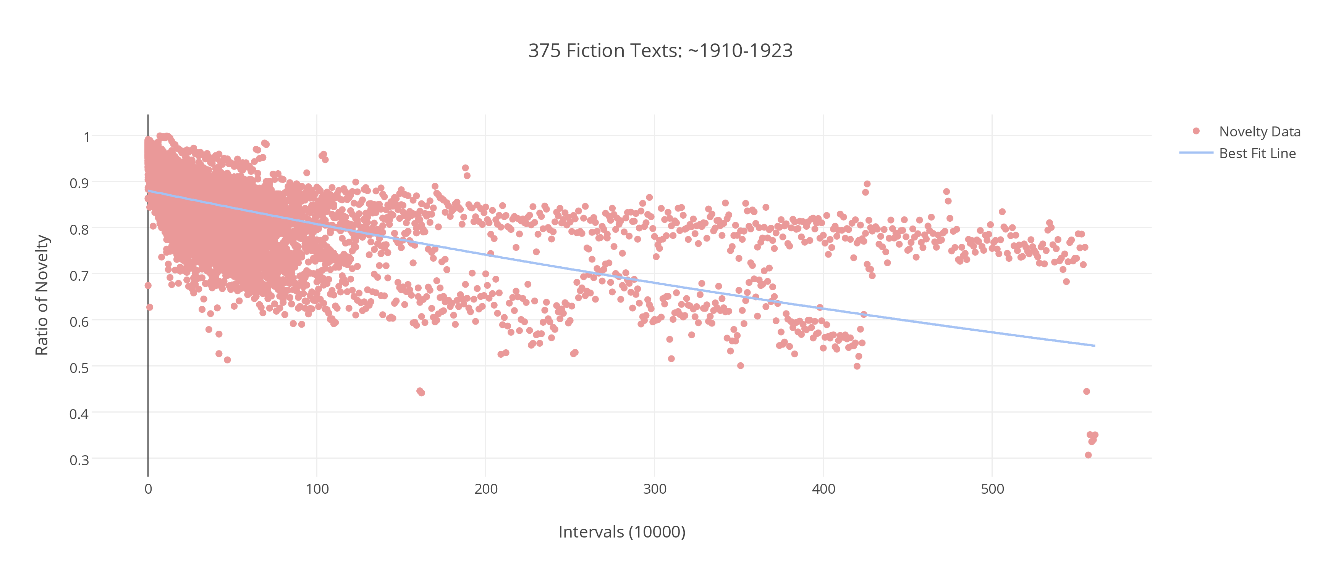 375 Fiction Texts: ~1910-1923
Novelty Data
Best Fit Line
Ratio of Novelty
1
0.9
0.8
0.7
0.6
0.5
0.4
0.3
0 100 200 300 400 500
Intervals (10000)